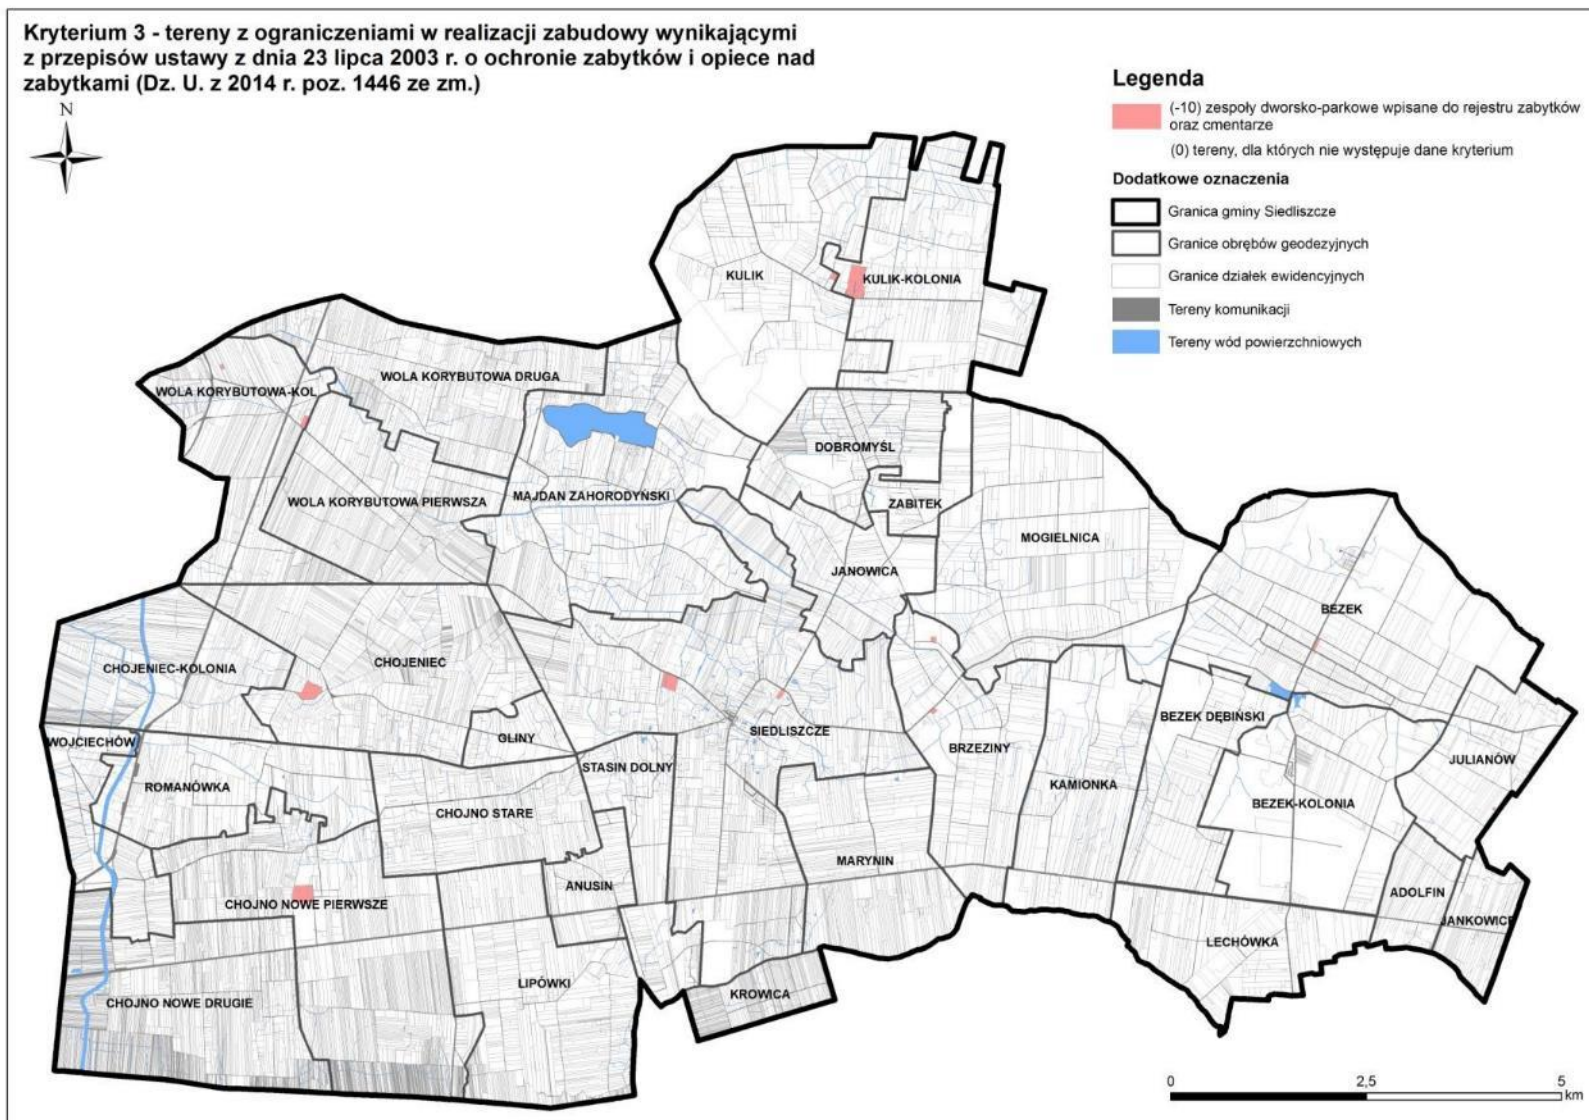 Kryterium 3 - tereny z ograniczeniami w realizacji zabudowy wynikającymi
z przepisów ustawy z dnia 23 lipca 2003 r. o ochronie zabytków i opiece nad
zabytkami (Dz. U. z 2014 r. poz. 1446 ze zm.)
N
Legenda
(-10) zespoły dworsko-parkowe wpisane do rejestru zabytków
oraz cmentarze
(0) tereny, dla których nie występuje dane kryterium
Dodatkowe oznaczenia
Granica gminy Siedliszcze
Granice obrębów geodezyjnych
Granice działek ewidencyjnych
Tereny komunikacji
Tereny wód powierzchniowych
KULIK
KULIK-KOLONIA
WOLA KORYBUTOWA DRUGA
WOLA KORYBUTOWA-KOL.
DOBROMYŚL
WOLA KORYBUTOWA PIERWSZA
MAJDAN ZAHORODYŃSKI
ZABITEK
MOGIELNICA
JANOWICA
BEZEK
CHOJENIEC-KOLONIA
CHOJENIEC
BEZEK DĘBIŃSKI
SIEDLISZCZE
GLINY
WOJCIECHÓW
BRZEZINY
JULIANÓW
STASIN DOLNY
ROMANÓWKA
KAMIONKA
BEZEK-KOLONIA
CHOJNO STARE
MARYNIN
ANUSIN
ADOLFIN
CHOJNO NOWE PIERWSZE
JANKOWICE
LECHÓWKA
LIPÓWKI
KROWICA
CHOJNO NOWE DRUGIE
0 2,5 5
km